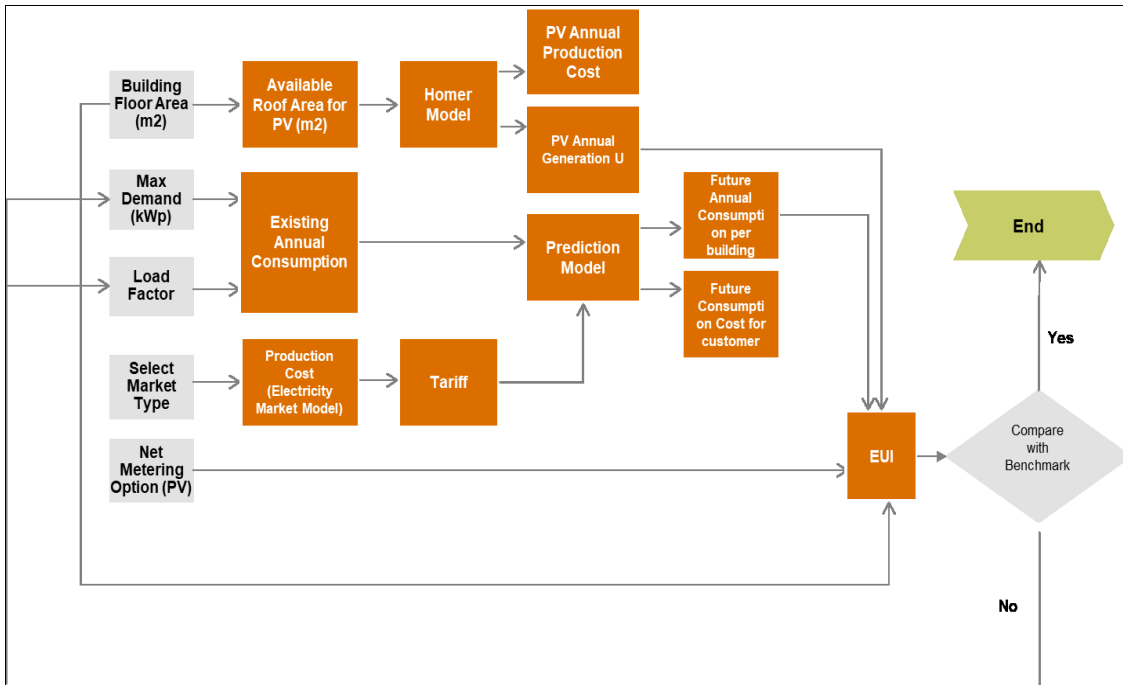 PV Annual
Production
Cost
Building
Floor Area
(m2)
Available
Roof Area for
PV (m2)
Homer
Model
PV Annual
Generation U
Max
Demand
(kWp)
Existing
Annual
Consumption
Load
Factor
Prediction
Model
Future
Annual
Consumpti
on per
building
Future
Consumpti
on Cost for
customer
End
Yes
Select
Market
Type
Production
Cost
(Electricity
Market Model)
Tariff
Net
Metering
Option (PV)
EUI
Compare
with
Benchmark
No